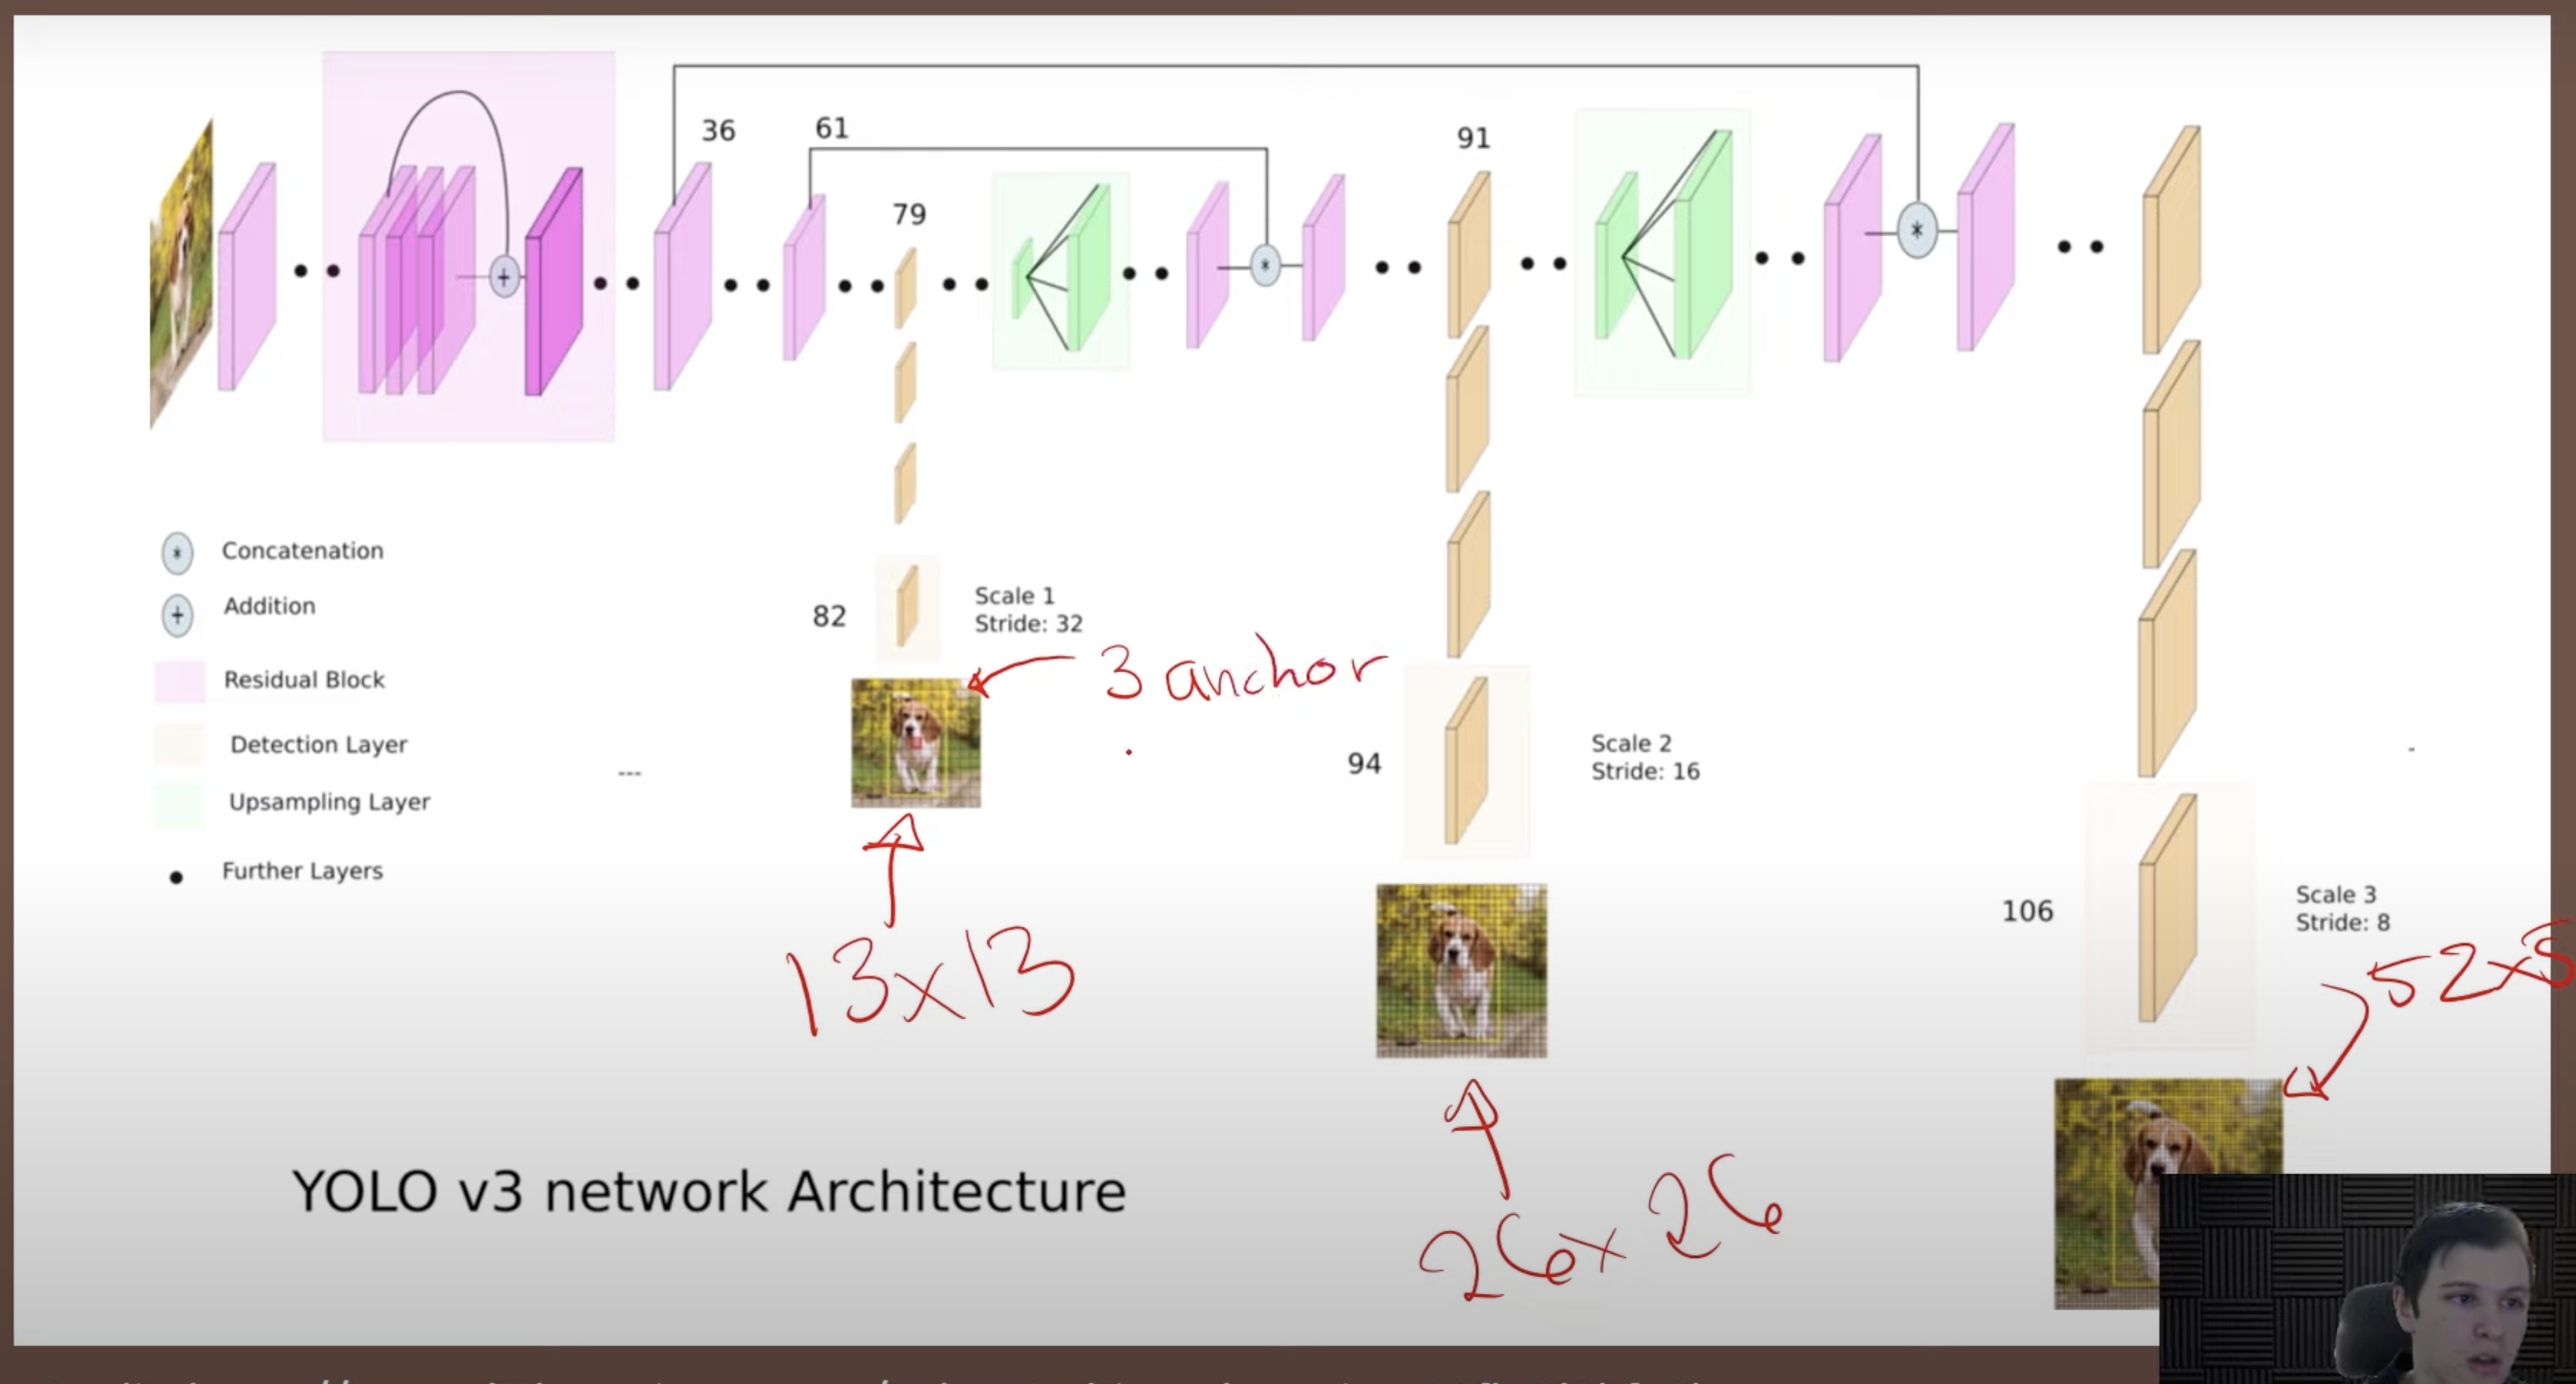 36
61
91
79
Concatenation
Addition
Residual Block
Detection Layer
Upsampling Layer
Further Layers
82
Scale 1
Stride: 32
3 anchor
13x13
94
Scale 2
Stride: 16
26x26
106
Scale 3
Stride: 8
52x5
YOLO v3 network Architecture